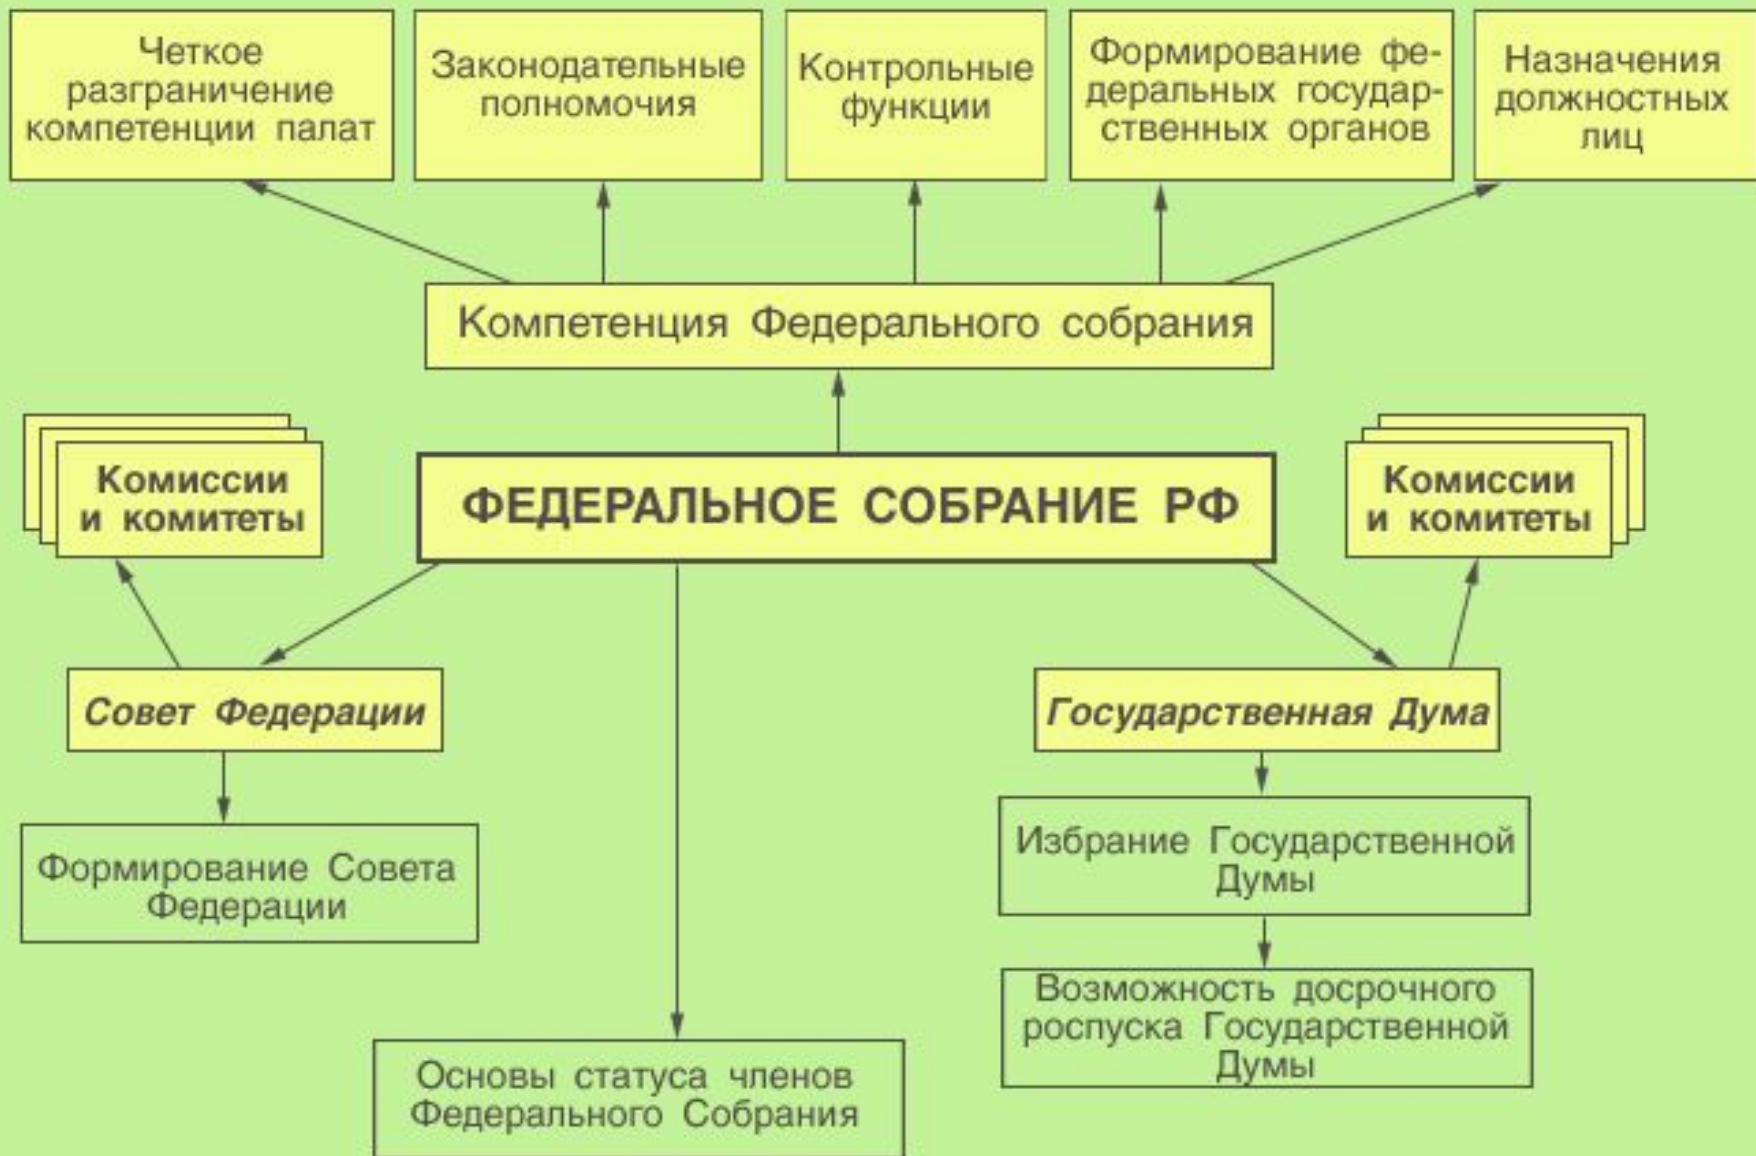 Четкое
разграничение
компетенции палат
Законодательные
полномочия
Контрольные
функции
Формирование фе-
деральных государ-
ственных органов
Назначения
должностных
лиц
Компетенция Федерального собрания
Комиссии
и комитеты
ФЕДЕРАЛЬНОЕ СОБРАНИЕ РФ
Комиссии
и комитеты
Совет Федерации
Государственная Дума
Формирование Совета
Федерации
Избрание Государственной
Думы
Возможность досрочного
роспуска Государственной
Думы
Основы статуса членов
Федерального Собрания